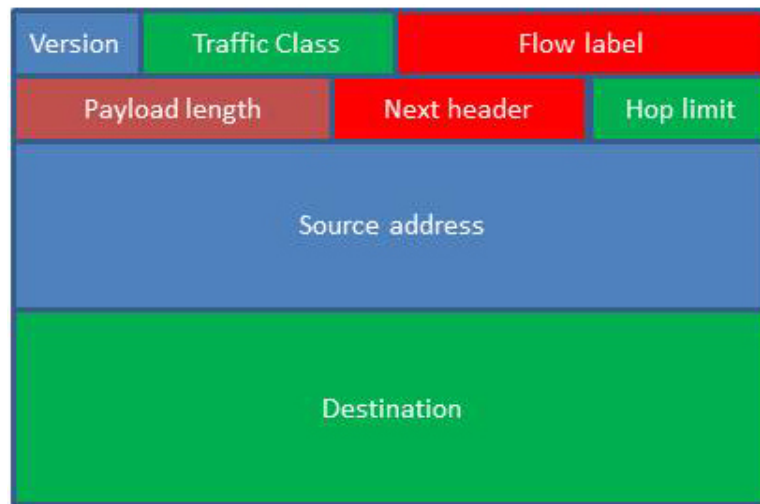 Version Traffic Class Flow label
Payload length Next header Hop limit
Source address
Destination